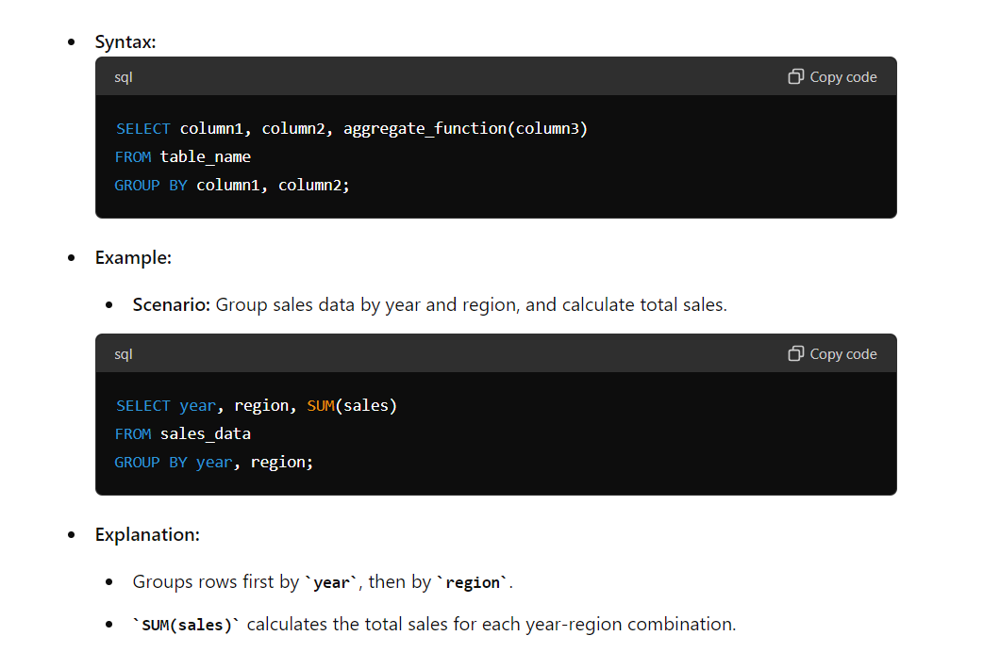 Syntax:
sql Copy code
SELECT column1, column2, aggregate_function(column3)
FROM table_name
GROUP BY column1, column2;
Example:
Scenario: Group sales data by year and region, and calculate total sales.
sql Copy code
SELECT year, region, SUM(sales)
FROM sales_data
GROUP BY year, region;
Explanation:
Groups rows first by `year`, then by `region`.
`SUM(sales)` calculates the total sales for each year-region combination.